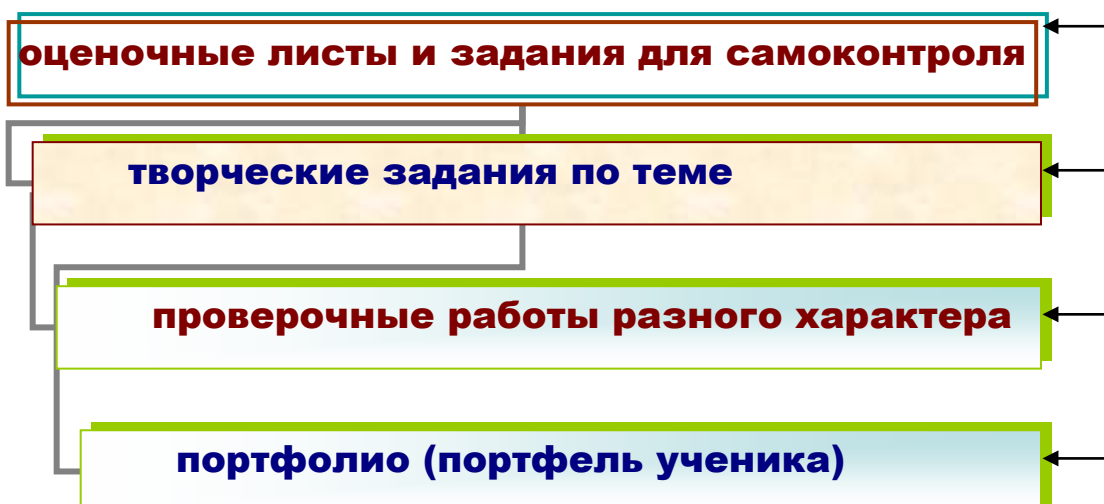 оценочные листы и задания для самоконтроля
творческие задания по теме
проверочные работы разного характера
портфолио (портфель ученика)